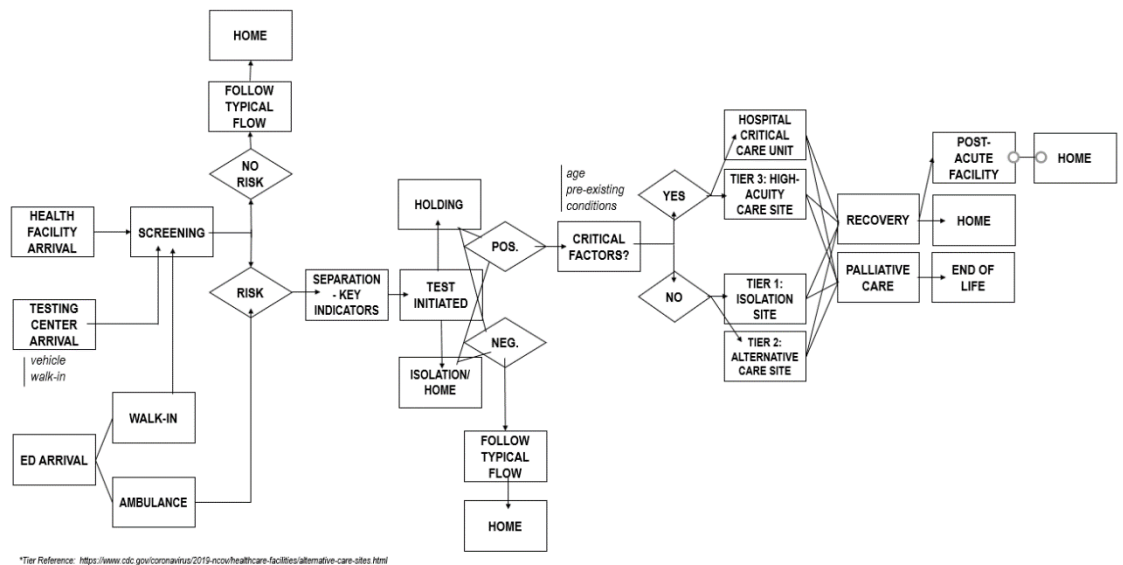 HOME
FOLLOW
TYPICAL
FLOW
NO
RISK
HEALTH
FACILITY
ARRIVAL
SCREENING
RISK
TESTING
CENTER
ARRIVAL
vehicle
walk-in
WALK-IN
ED ARRIVAL
AMBULANCE
SEPARATION
- KEY
INDICATORS
HOLDING
TEST
INITIATED
ISOLATION/
HOME
POS.
NEG.
FOLLOW
TYPICAL
FLOW
HOME
age
pre-existing
conditions
CRITICAL
FACTORS?
YES
NO
HOSPITAL
CRITICAL
CARE UNIT
TIER 3: HIGH-
ACUITY CARE
SITE
TIER 1:
ISOLATION
SITE
TIER 2:
ALTERNATIVE
CARE SITE
RECOVERY
PALLIATIVE
CARE
POST-
ACUTE
FACILITY
HOME
HOME
END OF
LIFE
*Tier Reference: https://www.cdc.gov/coronavirus/2019-ncov/healthcare-facilities/alternative-care-sites.html